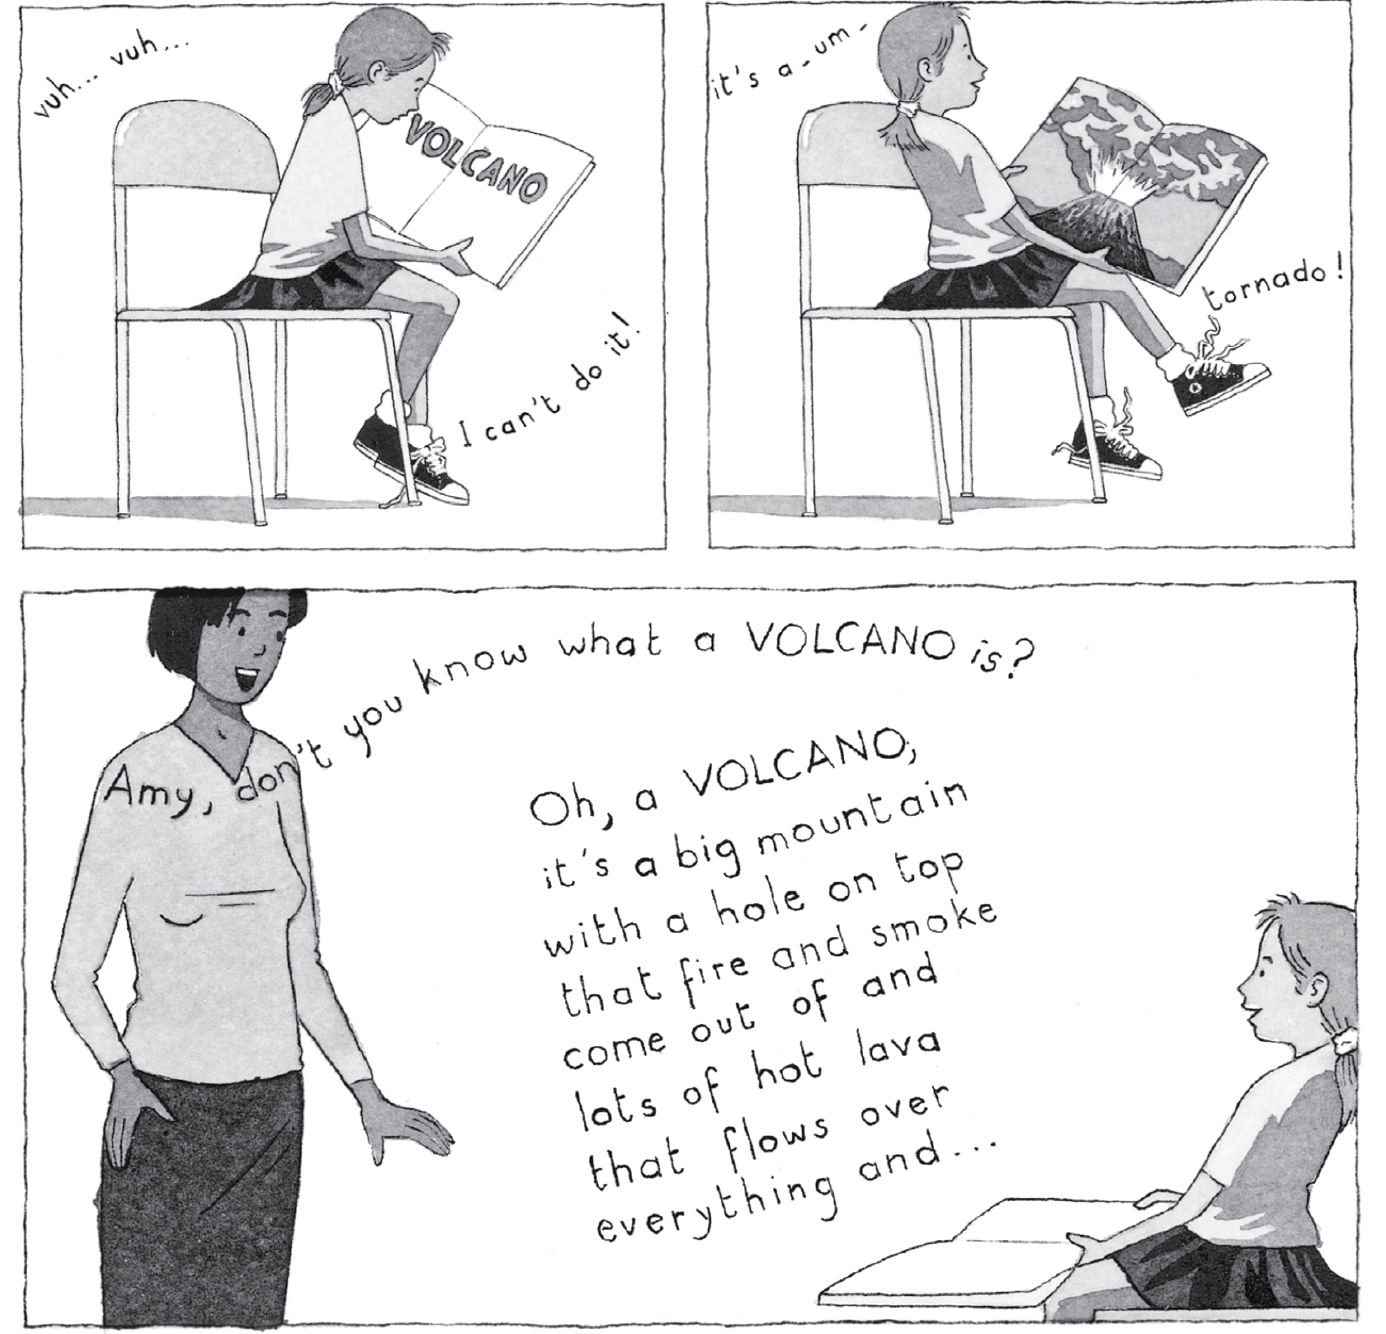 vuh... vuh...
VOLCANO
I can't do it!
it's a - um -
tornado!
Amy, don't you know what a VOLCANO is?
Oh, a VOLCANO,
it's a big mountain
with a hole on top
that fire and smoke
come out of and
lots of hot lava
that flows over
everything and...